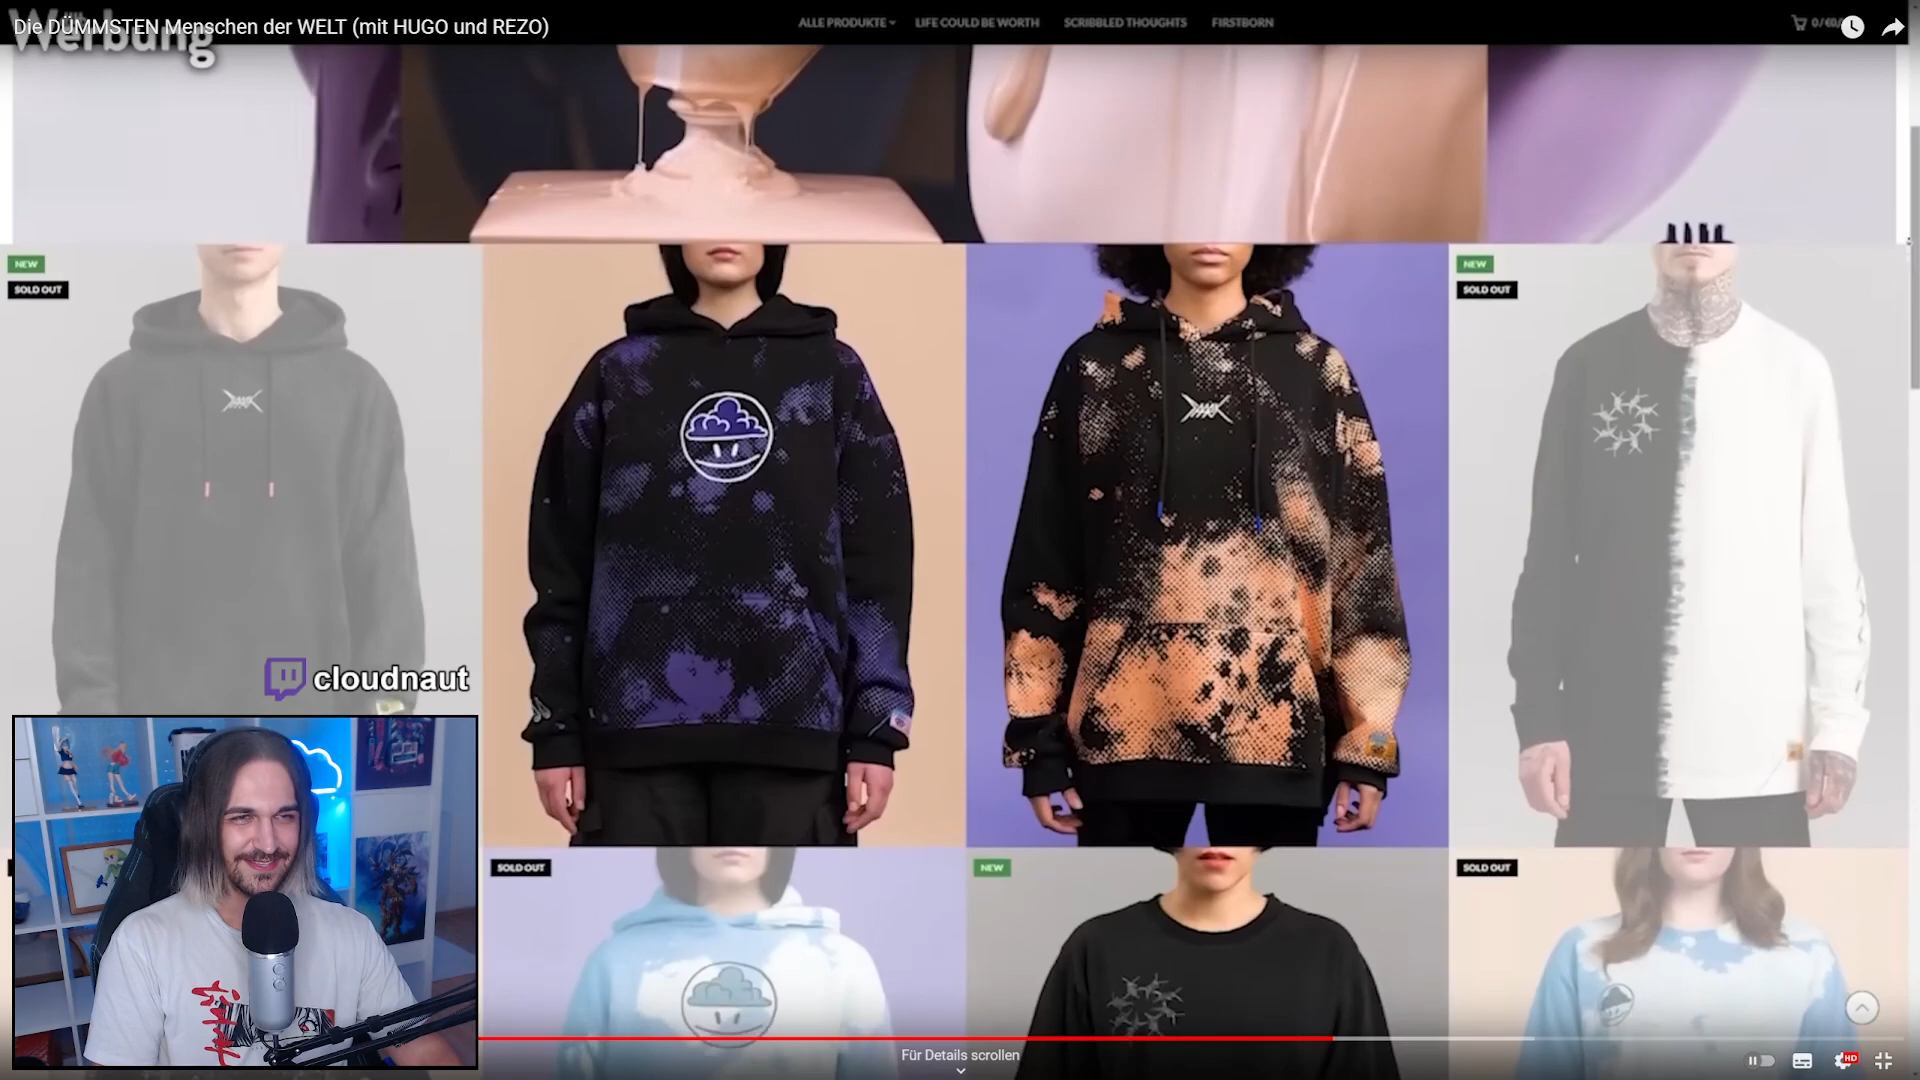 Die DÜMMSTEN Menschen der WELT (mit HUGO und REZO)
Werbung
ALLE PRODUKTE
LIFE COULD BE WORTH
SCRIBBLED THOUGHTS
FIRSTBORN
NEW
SOLD OUT
NEW
SOLD OUT
cloudnaut
SOLD OUT
NEW
SOLD OUT
Für Details scrollen
HD